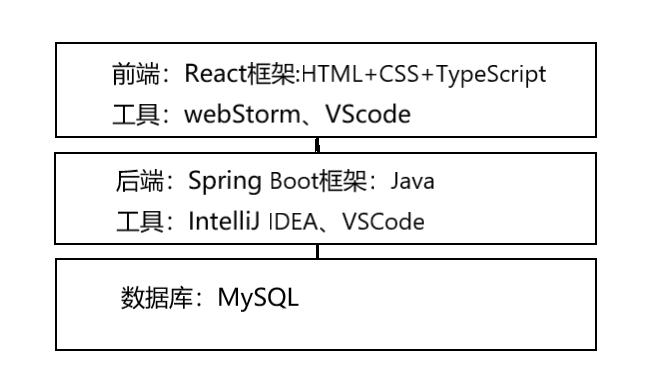 前端：React框架:HTML+CSS+TypeScript
工具：webStorm、VScode
后端：Spring Boot框架：Java
工具：IntelliJ IDEA、VSCode
数据库：MySQL